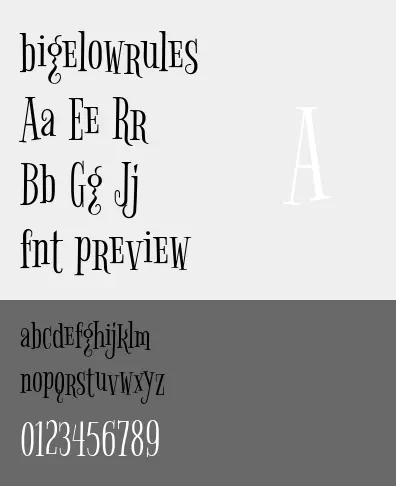 bigelowrules
Aa Ee Rr
A
Bb Gg Jj
fnt preview
abcdefghijklm
nopqrstuvwxyz
0123456789